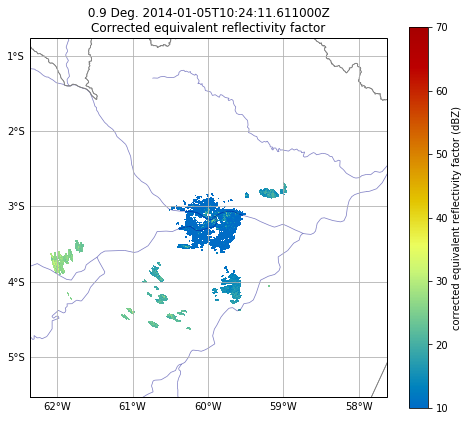 0.9 Deg. 2014-01-05T10:24:11.611000Z
Corrected equivalent reflectivity factor
1°S
2°S
3°S
4°S
5°S
62°W
61°W
60°W
59°W
58°W
70
60
50
40
30
20
10
corrected equivalent reflectivity factor (dBZ)